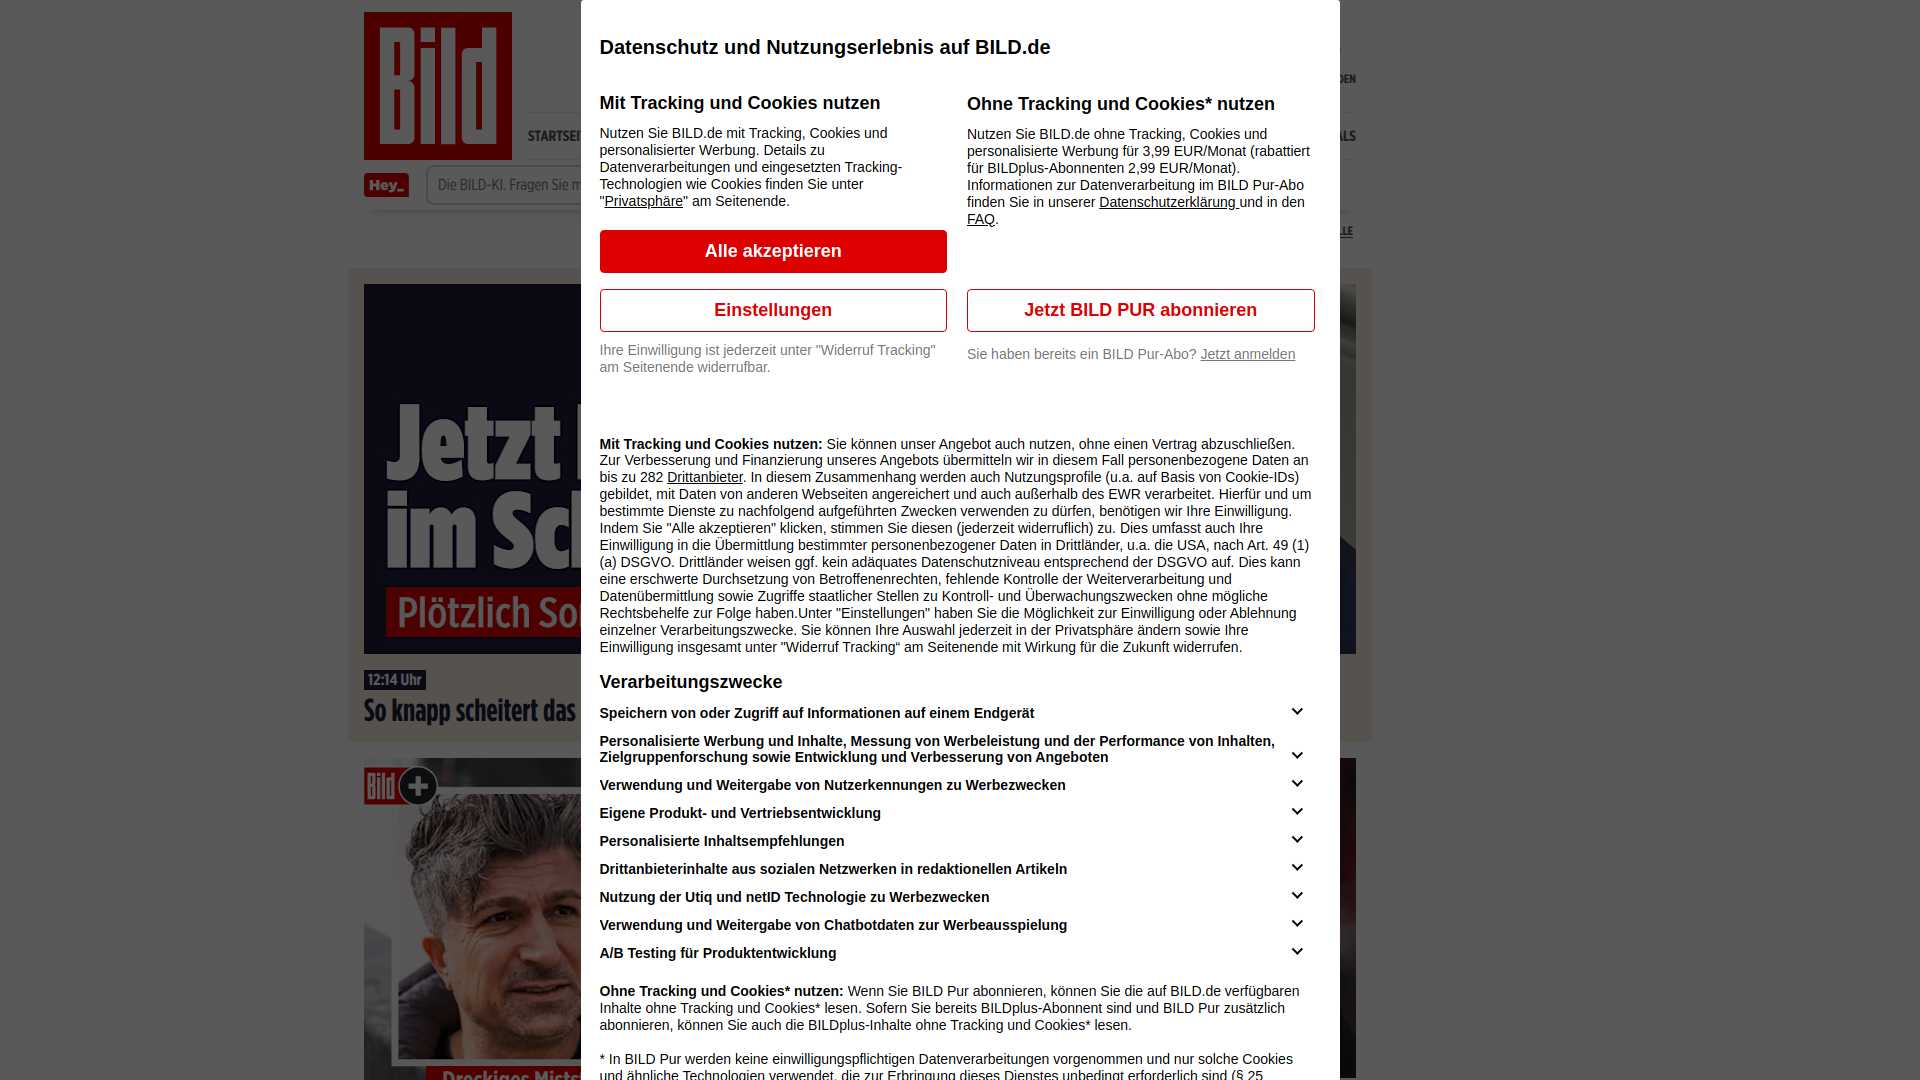 Datenschutz und Nutzungserlebnis auf BILD.de
Mit Tracking und Cookies nutzen
Nutzen Sie BILD.de mit Tracking, Cookies und
personalisierter Werbung. Details zu
Datenverarbeitungen und eingesetzten Tracking-
Technologien wie Cookies finden Sie unter
"Privatsphäre" am Seitenende.
Alle akzeptieren
Einstellungen
Ihre Einwilligung ist jederzeit unter "Widerruf Tracking"
am Seitenende widerrufbar.
Ohne Tracking und Cookies* nutzen
Nutzen Sie BILD.de ohne Tracking, Cookies und
personalisierte Werbung für 3,99 EUR/Monat (rabattiert
für BILDplus-Abonnenten 2,99 EUR/Monat).
Informationen zur Datenverarbeitung im BILD Pur-Abo
finden Sie in unserer Datenschutzerklärung und in den
FAQ.
Jetzt BILD PUR abonnieren
Sie haben bereits ein BILD Pur-Abo? Jetzt anmelden
Mit Tracking und Cookies nutzen: Sie können unser Angebot auch nutzen, ohne einen Vertrag abzuschließen.
Zur Verbesserung und Finanzierung unseres Angebots übermitteln wir in diesem Fall personenbezogene Daten an
bis zu 282 Drittanbieter. In diesem Zusammenhang werden auch Nutzungsprofile (u.a. auf Basis von Cookie-IDs)
gebildet, mit Daten von anderen Webseiten angereichert und auch außerhalb des EWR verarbeitet. Hierfür und um
bestimmte Dienste zu nachfolgend aufgeführten Zwecken verwenden zu dürfen, benötigen wir Ihre Einwilligung.
Indem Sie "Alle akzeptieren" klicken, stimmen Sie diesen (jederzeit widerruflich) zu. Dies umfasst auch Ihre
Einwilligung in die Übermittlung bestimmter personenbezogener Daten in Drittländer, u.a. die USA, nach Art. 49 (1)
(a) DSGVO. Drittländer weisen ggf. kein adäquates Datenschutzniveau entsprechend der DSGVO auf. Dies kann
eine erschwerte Durchsetzung von Betroffenenrechten, fehlende Kontrolle der Weiterverarbeitung und
Datenübermittlung sowie Zugriffe staatlicher Stellen zu Kontroll- und Überwachungszwecken ohne mögliche
Rechtsbehelfe zur Folge haben.Unter "Einstellungen" haben Sie die Möglichkeit zur Einwilligung oder Ablehnung
einzelner Verarbeitungszwecke. Sie können Ihre Auswahl jederzeit in der Privatsphäre ändern sowie Ihre
Einwilligung insgesamt unter "Widerruf Tracking“ am Seitenende mit Wirkung für die Zukunft widerrufen.
Verarbeitungszwecke
Speichern von oder Zugriff auf Informationen auf einem Endgerät
Personalisierte Werbung und Inhalte, Messung von Werbeleistung und der Performance von Inhalten,
Zielgruppenforschung sowie Entwicklung und Verbesserung von Angeboten
Verwendung und Weitergabe von Nutzerkennungen zu Werbezwecken
Eigene Produkt- und Vertriebsentwicklung
Personalisierte Inhaltsempfehlungen
Drittanbieterinhalte aus sozialen Netzwerken in redaktionellen Artikeln
Nutzung der Utiq und netID Technologie zu Werbezwecken
Verwendung und Weitergabe von Chatbotdaten zur Werbeausspielung
A/B Testing für Produktentwicklung
Ohne Tracking und Cookies* nutzen: Wenn Sie BILD Pur abonnieren, können Sie die auf BILD.de verfügbaren
Inhalte ohne Tracking und Cookies* lesen. Sofern Sie bereits BILDplus-Abonnent sind und BILD Pur zusätzlich
abonnieren, können Sie auch die BILDplus-Inhalte ohne Tracking und Cookies* lesen.
* In BILD Pur werden keine einwilligungspflichtigen Datenverarbeitungen vorgenommen und nur solche Cookies
und ähnliche Technologien verwendet, die zur Erbringung dieses Dienstes unbedingt erforderlich sind (§ 25
Bild
STARTSEI
Hey_
Die BILD-KI. Fragen Sie m
Jetzt
im Sc
Plötzlich So
12:14 Uhr
So knapp scheitert das
Bild +
Dreckiges Mist